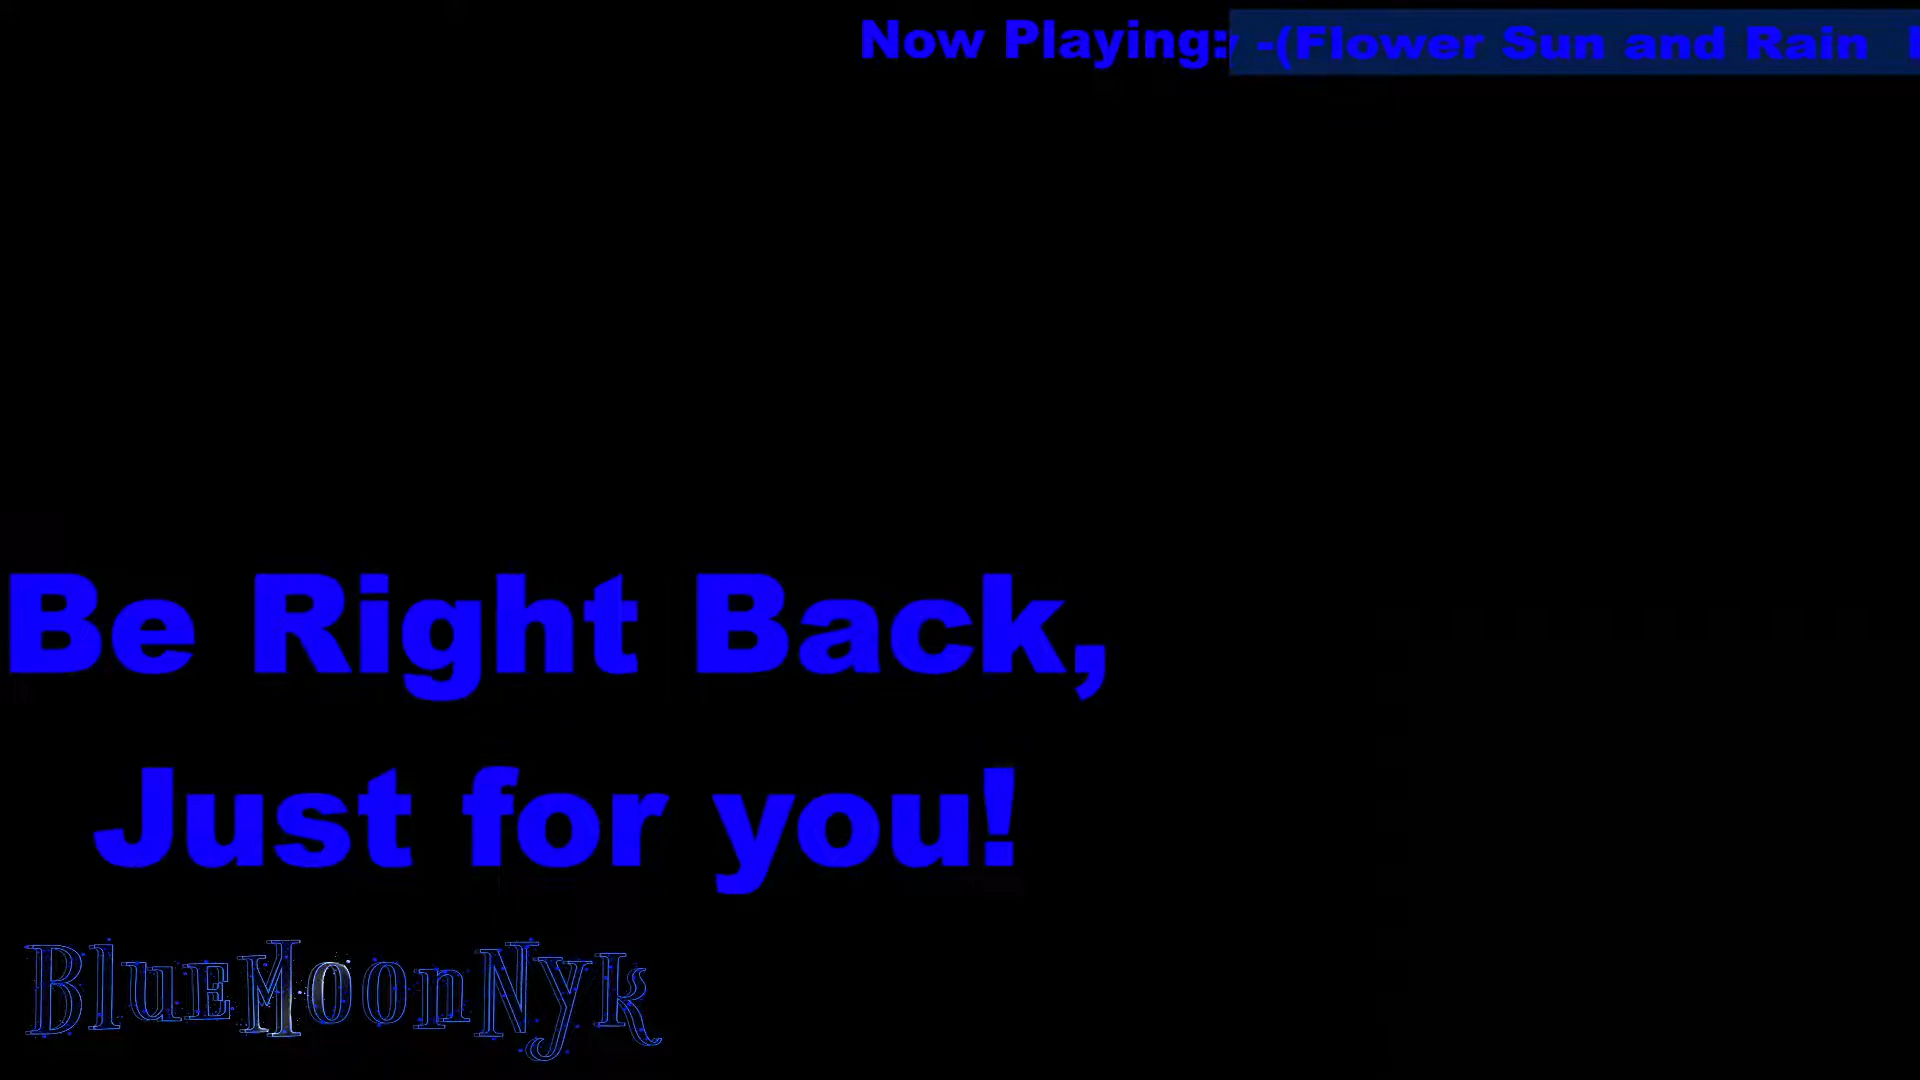 Now Playing: -(Flower Sun and Rain
Be Right Back,
Just for you!
BluEMoonNyk